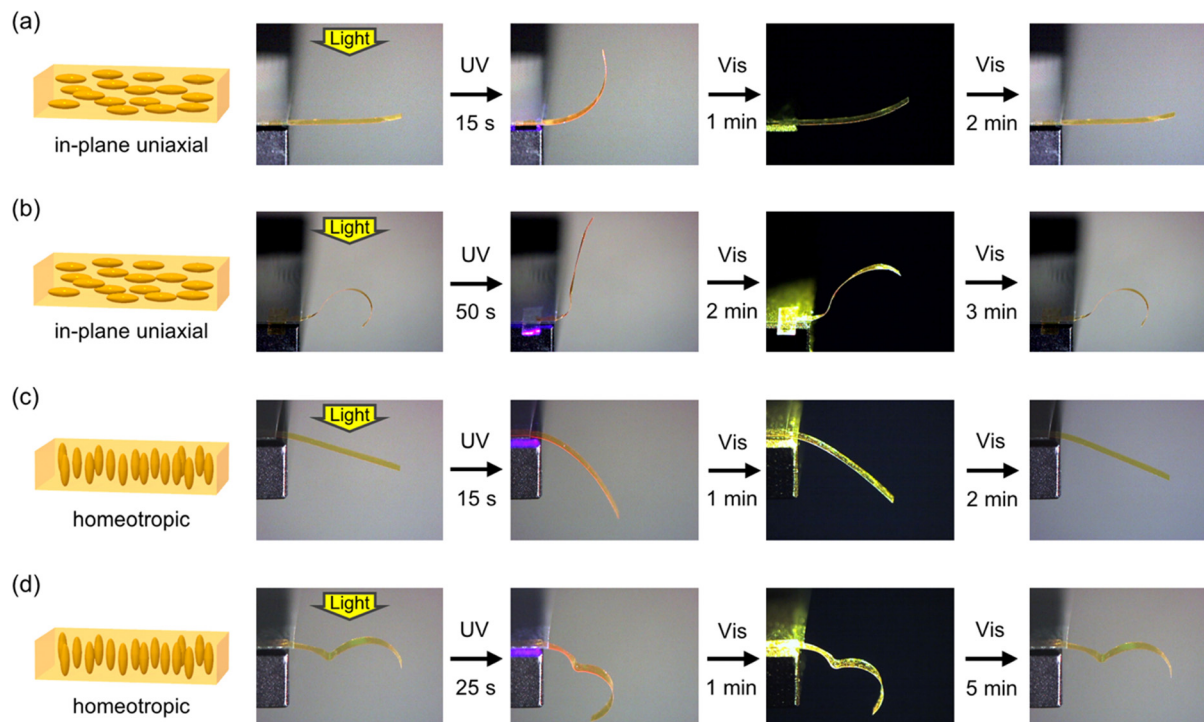 (a)
Light
UV
15 s
Vis
1 min
Vis
2 min
in-plane uniaxial
(b)
Light
UV
50 s
Vis
2 min
Vis
3 min
in-plane uniaxial
(c)
Light
UV
15 s
Vis
1 min
Vis
2 min
homeotropic
(d)
Light
UV
25 s
Vis
1 min
Vis
5 min
homeotropic